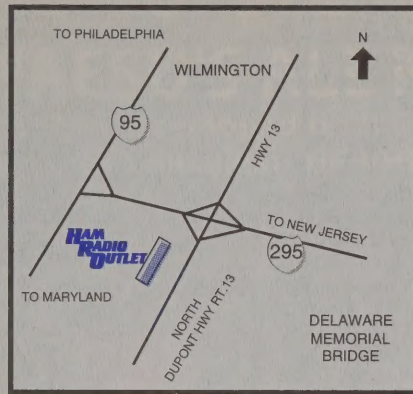 TO PHILADELPHIA
N
WILMINGTON
95
HWY 13
HAM
RADIO
OUTLET
TO NEW JERSEY
295
TO MARYLAND
NORTH
DUPONT HWY RT.13
DELAWARE
MEMORIAL
BRIDGE